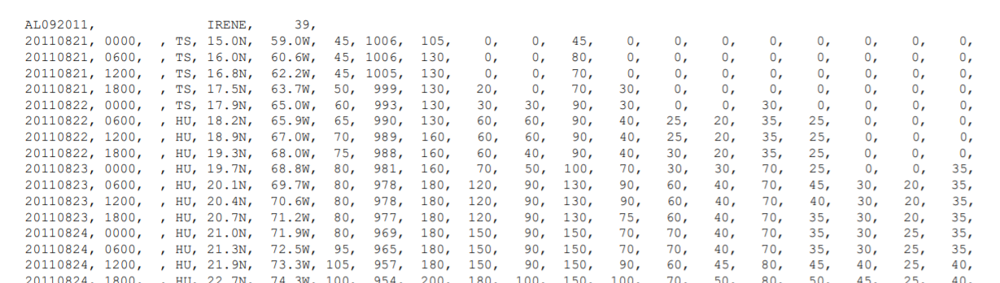 AL092011, IRENE, 39,
20110821, 0000, , TS, 15.0N, 59.0W, 45, 1006, 105, 0, 0, 45, 0, 0, 0, 0, 0, 0, 0, 0,
20110821, 0600, , TS, 16.0N, 60.6W, 45, 1006, 130, 0, 0, 80, 0, 0, 0, 0, 0, 0, 0, 0,
20110821, 1200, , TS, 16.8N, 62.2W, 45, 1005, 130, 0, 0, 70, 0, 0, 0, 0, 0, 0, 0, 0,
20110821, 1800, , TS, 17.5N, 63.7W, 50, 999, 130, 20, 0, 70, 30, 0, 0, 0, 0, 0, 0, 0,
20110822, 0000, , TS, 17.9N, 65.0W, 60, 993, 130, 30, 30, 90, 30, 0, 0, 30, 0, 0, 0, 0,
20110822, 0600, , HU, 18.2N, 65.9W, 65, 990, 130, 60, 60, 90, 40, 25, 20, 35, 25, 0, 0, 0,
20110822, 1200, , HU, 18.9N, 67.0W, 70, 989, 160, 60, 60, 90, 40, 25, 20, 35, 25, 0, 0, 0,
20110822, 1800, , HU, 19.3N, 68.0W, 75, 988, 160, 60, 40, 90, 40, 30, 20, 35, 25, 0, 0, 0,
20110823, 0000, , HU, 19.7N, 68.8W, 80, 981, 160, 70, 50, 100, 70, 30, 30, 70, 25, 0, 0, 35,
20110823, 0600, , HU, 20.1N, 69.7W, 80, 978, 180, 120, 90, 130, 90, 60, 40, 70, 45, 30, 20, 35,
20110823, 1200, , HU, 20.4N, 70.6W, 80, 978, 180, 120, 90, 130, 90, 60, 40, 70, 40, 30, 20, 35,
20110823, 1800, , HU, 20.7N, 71.2W, 80, 977, 180, 120, 90, 130, 75, 60, 40, 70, 35, 30, 20, 35,
20110824, 0000, , HU, 21.0N, 71.9W, 80, 969, 180, 150, 90, 150, 70, 70, 40, 70, 35, 30, 25, 35,
20110824, 0600, , HU, 21.3N, 72.5W, 95, 965, 180, 150, 90, 150, 70, 70, 40, 70, 35, 30, 25, 35,
20110824, 1200, , HU, 21.9N, 73.3W, 105, 957, 180, 150, 90, 150, 90, 60, 45, 80, 45, 40, 25, 40,
20110824, 1800, , HU, 22.7N, 74.3W, 100, 954, 200, 180, 100, 150, 100, 70, 50, 80, 50, 45, 25, 40,